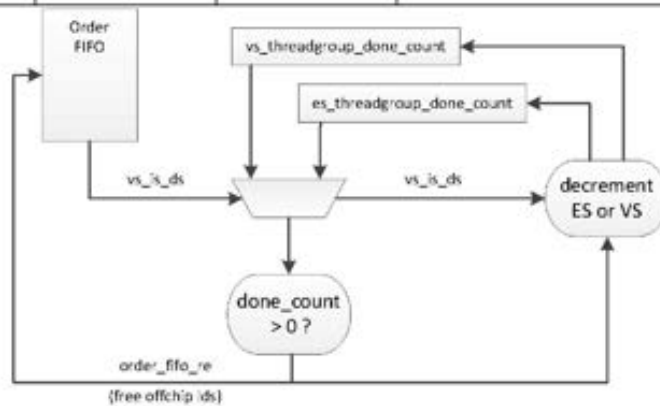 Order
FIFO
vs_threadgroup_done_count
es_threadgroup_done_count
vs_is_ds
vs_is_ds
decrement
ES or VS
done_count
> 0 ?
order_fifo_re
(free offchip ids)